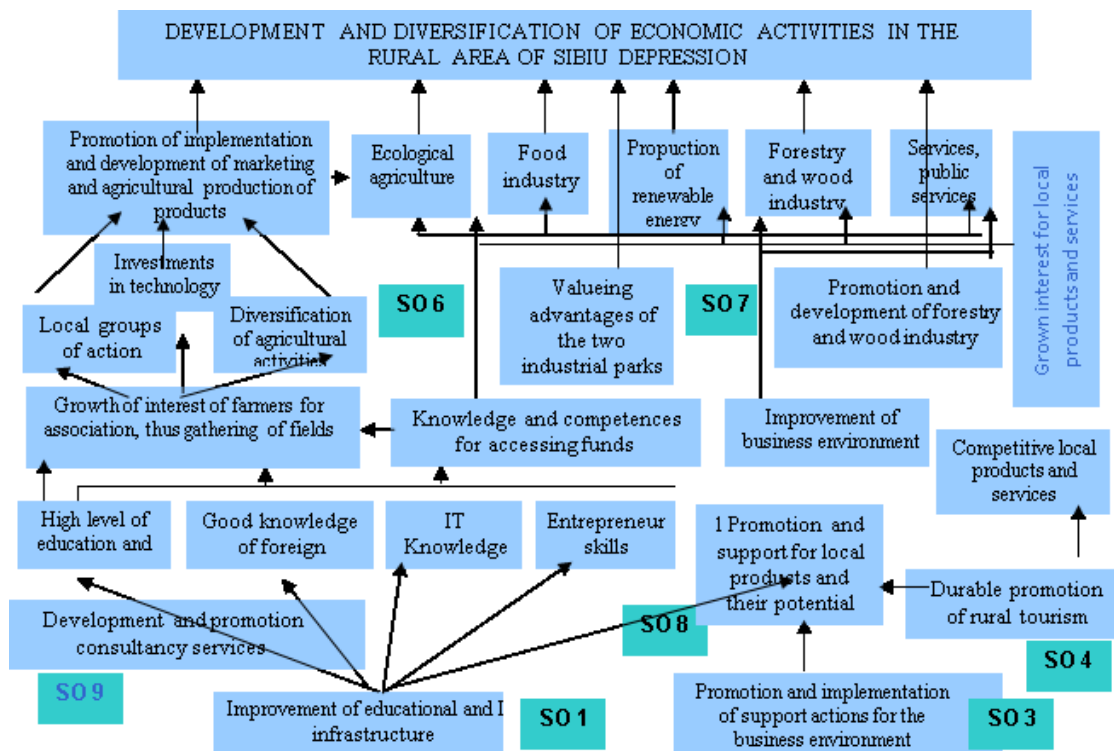 DEVELOPMENT AND DIVERSIFICATION OF ECONOMIC ACTIVITIES IN THE
RURAL AREA OF SIBIU DEPRESSION
Promotion of implementation
and development of marketing
and agricultural production of
products
Ecological
agriculture
Food
industry
Propuction
of
renewable
energy
Forestry
and wood
industry
Services,
public
services
Grown interest for local
products and services
Investments
in technology
Local groups
of action
Diversification
of agricultural
activities
SO 6
Valueing
advantages of
the two
industrial parks
SO 7
Promotion and
development of forestry
and wood industry
Growth of interest of farmers for
association, thus gathering of fields
Knowledge and competences
for accessing funds
Improvement of
business environment
Competitive local
products and
services
High level of
education and
Good knowledge
of foreign
IT
Knowledge
Entrepreneur
skills
1 Promotion and
support for local
products and
their potential
Durable promotion
of rural tourism
Development and promotion
consultancy services
SO 8
SO 4
SO 9
Improvement of educational and I
infrastructure
SO 1
Promotion and implementation
of support actions for the
business environment
SO 3